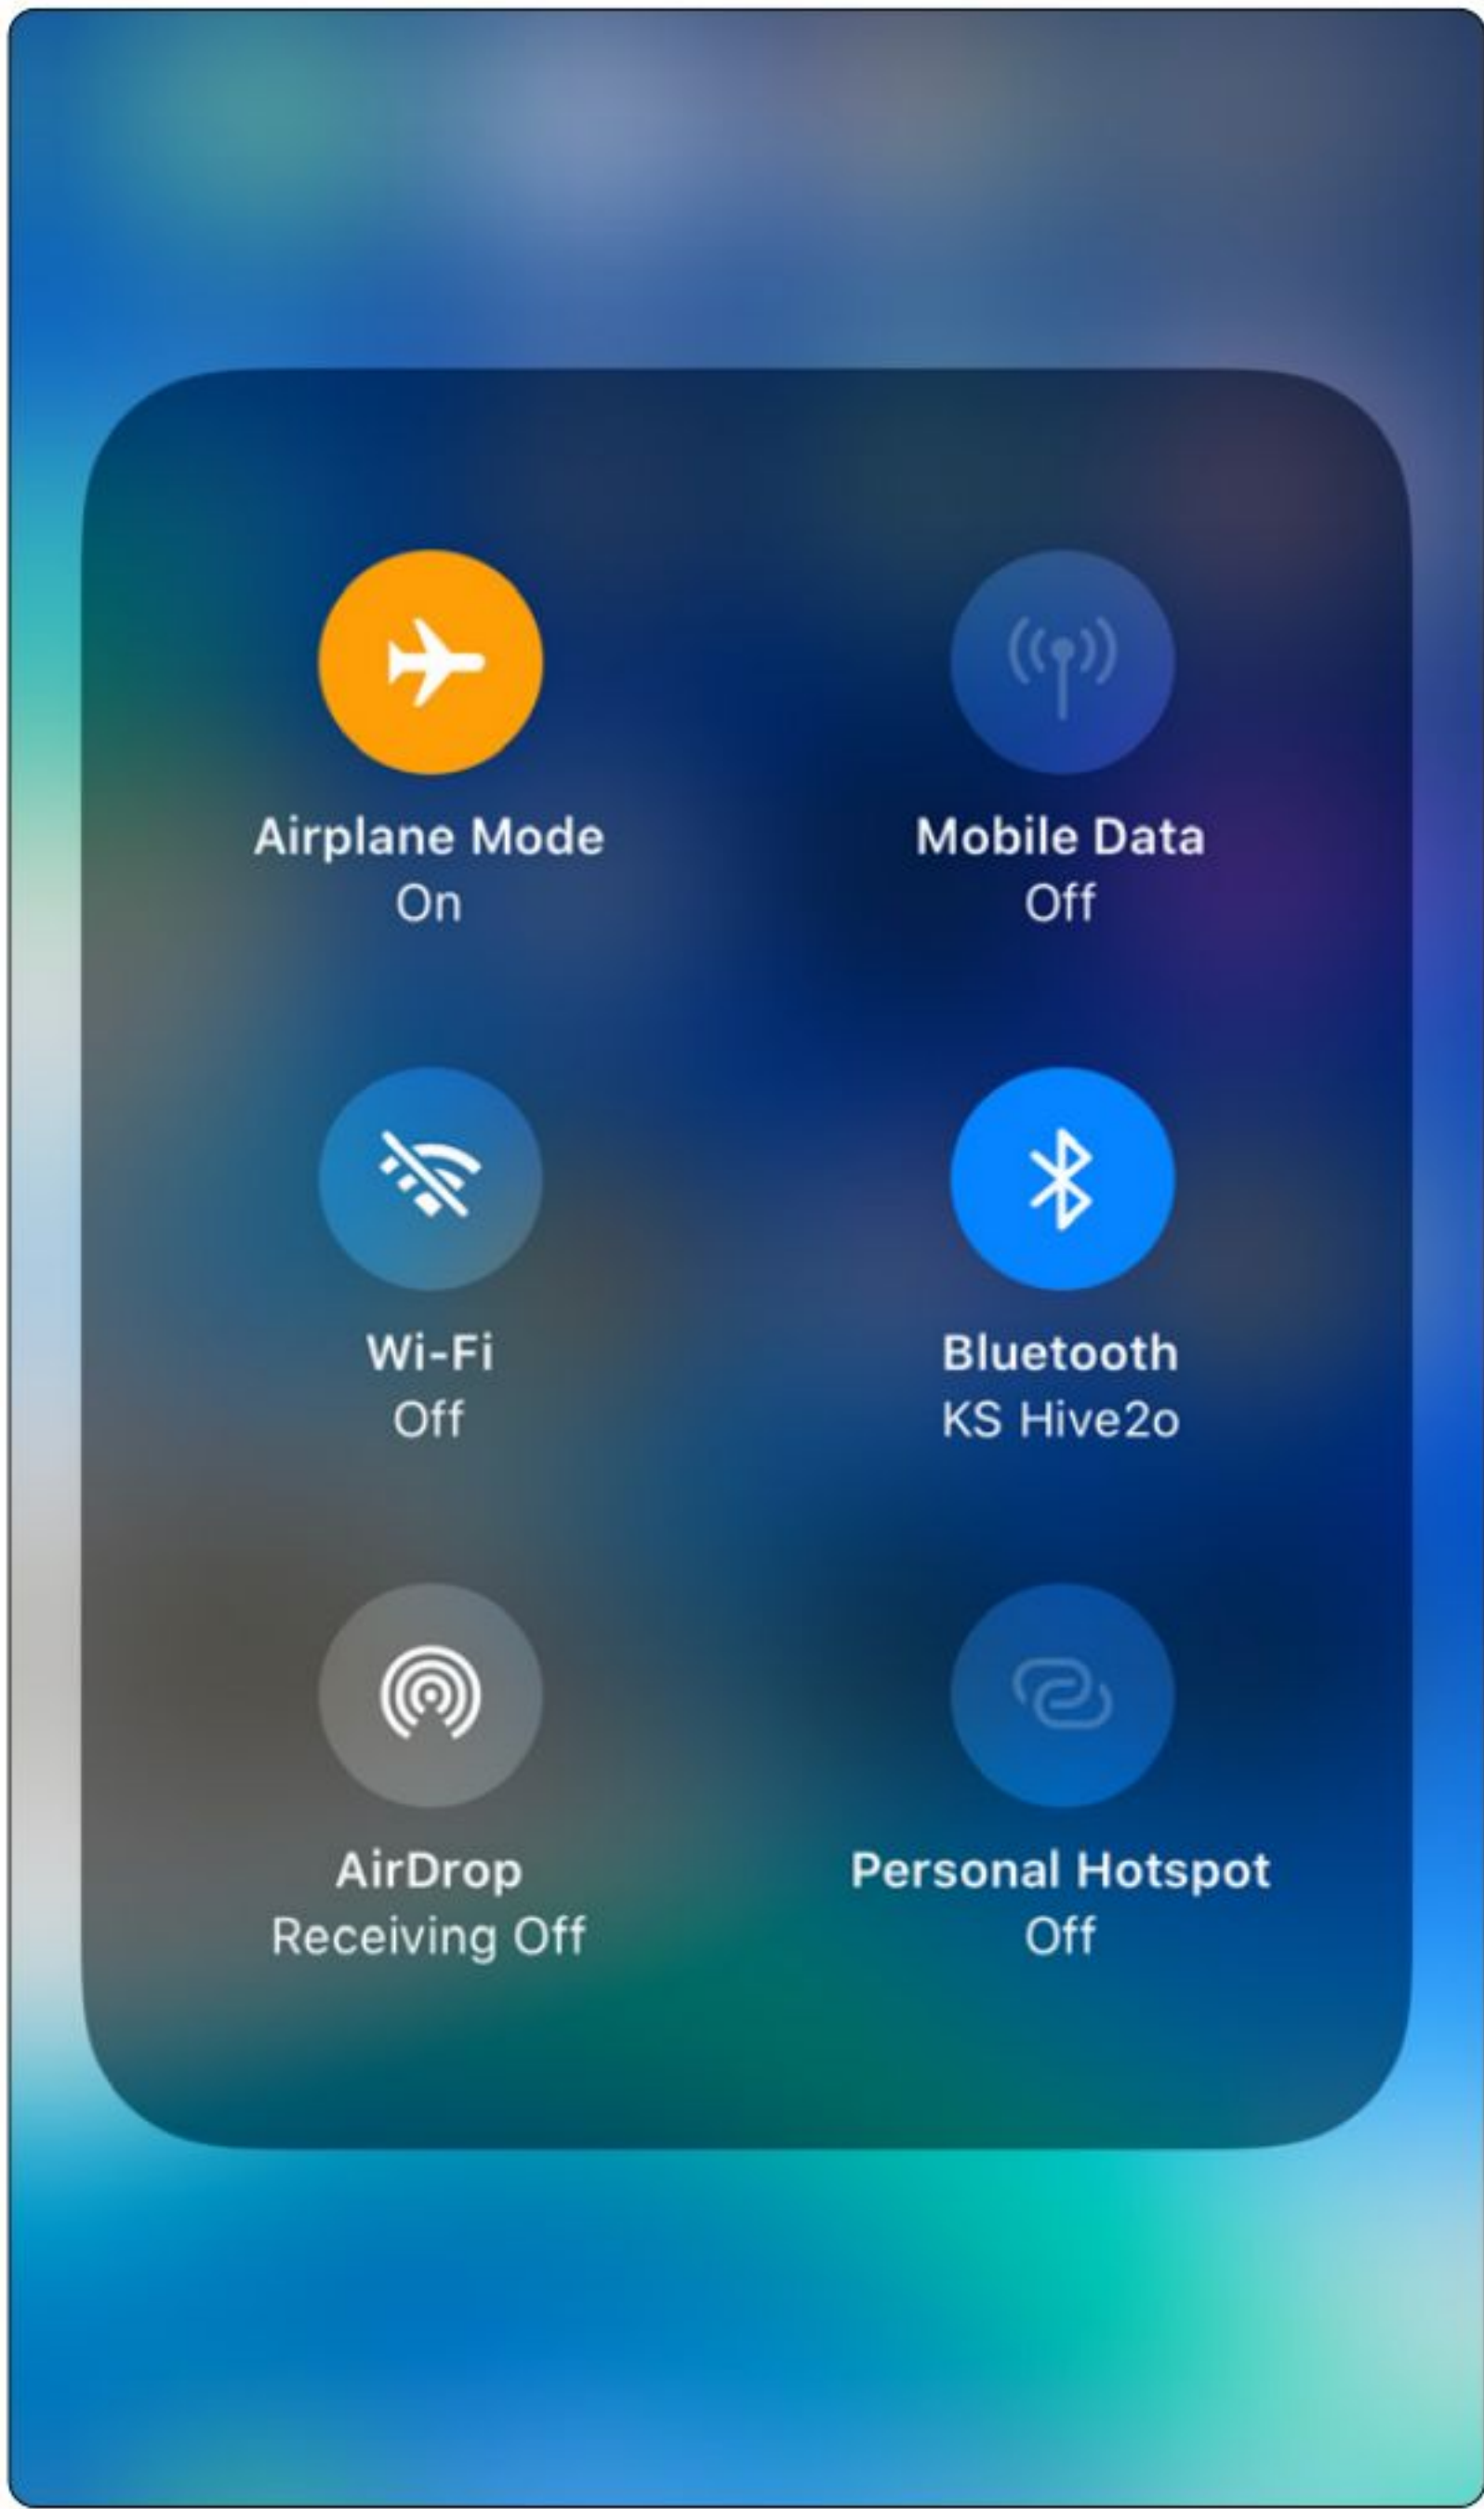 Airplane Mode
On
Mobile Data
Off
Wi-Fi
Off
Bluetooth
KS Hive2o
AirDrop
Receiving Off
Personal Hotspot
Off